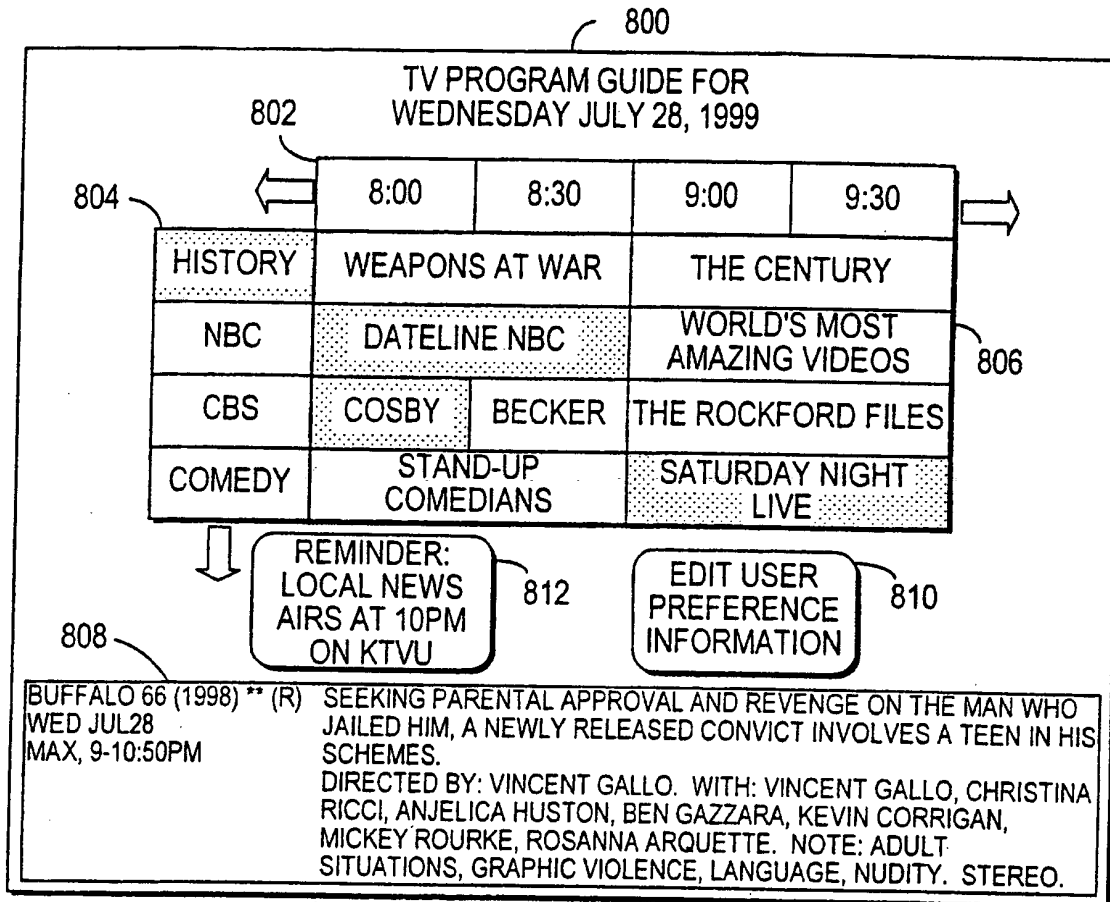 800
TV PROGRAM GUIDE FOR
WEDNESDAY JULY 28, 1999
802
804
8:00 8:30 9:00 9:30
HISTORY WEAPONS AT WAR THE CENTURY
NBC DATELINE NBC WORLD'S MOST
AMAZING VIDEOS
806
CBS COSBY BECKER THE ROCKFORD FILES
COMEDY STAND-UP
COMEDIANS
SATURDAY NIGHT
LIVE
REMINDER:
LOCAL NEWS
AIRS AT 10PM
ON KTVU
812
EDIT USER
PREFERENCE
INFORMATION
810
808
BUFFALO 66 (1998) ** (R)
WED JUL28
MAX, 9-10:50PM
SEEKING PARENTAL APPROVAL AND REVENGE ON THE MAN WHO
JAILED HIM, A NEWLY RELEASED CONVICT INVOLVES A TEEN IN HIS
SCHEMES.
DIRECTED BY: VINCENT GALLO. WITH: VINCENT GALLO, CHRISTINA
RICCI, ANJELICA HUSTON, BEN GAZZARA, KEVIN CORRIGAN,
MICKEY ROURKE, ROSANNA ARQUETTE. NOTE: ADULT
SITUATIONS, GRAPHIC VIOLENCE, LANGUAGE, NUDITY. STEREO.